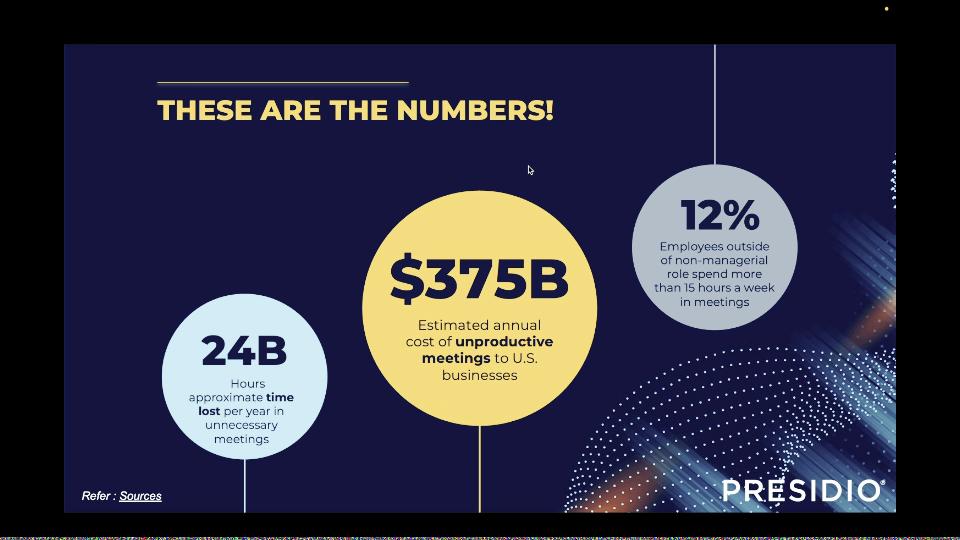 THESE ARE THE NUMBERS!
24B
Hours
approximate time
lost per year in
unnecessary
meetings
$375B
Estimated annual
cost of unproductive
meetings to U.S.
businesses
12%
Employees outside
of non-managerial
role spend more
than 15 hours a week
in meetings
Refer : Sources
PRESIDIO®